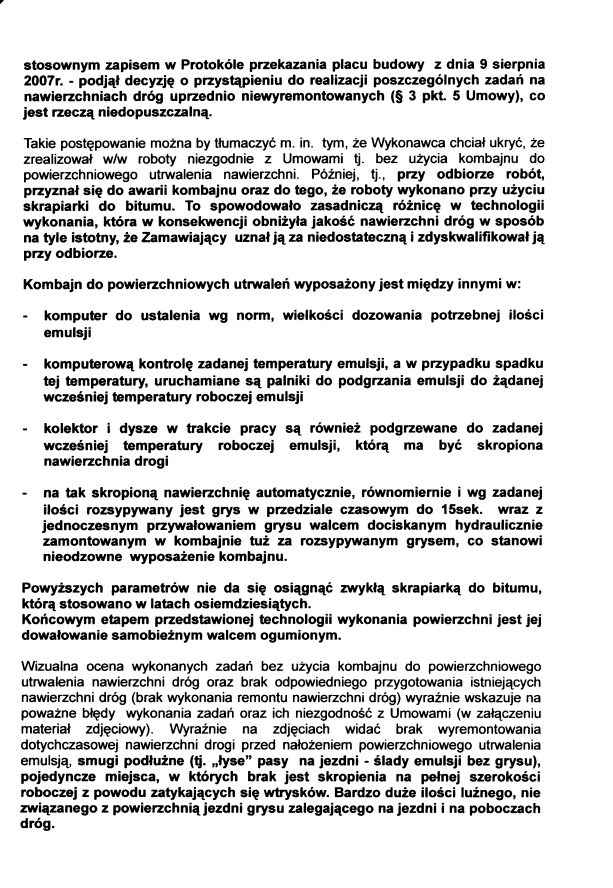 stosownym zapisem w Protokóle przekazania placu budowy z dnia 9 sierpnia
2007r. - podjął decyzję o przystąpieniu do realizacji poszczególnych zadań na
nawierzchniach dróg uprzednio niewyremontowanych (§ 3 pkt. 5 Umowy), co
jest rzeczą niedopuszczalną.
Takie postępowanie można by tłumaczyć m. in. tym, że Wykonawca chciał ukryć, że
zrealizował w/w roboty niezgodnie z Umowami tj. bez użycia kombajnu do
powierzchniowego utrwalenia nawierzchni. Później, tj., przy odbiorze robót,
przyznał się do awarii kombajnu oraz do tego, że roboty wykonano przy użyciu
skrapiarki do bitumu. To spowodowało zasadniczą różnicę w technologii
wykonania, która w konsekwencji obniżyła jakość nawierzchni dróg w sposób
na tyle istotny, że Zamawiający uznał ją za niedostateczną i zdyskwalifikował ją
przy odbiorze.
Kombajn do powierzchniowych utrwaleń wyposażony jest między innymi w:
- komputer do ustalenia wg norm, wielkości dozowania potrzebnej ilości
emulsji
- komputerową kontrolę zadanej temperatury emulsji, a w przypadku spadku
tej temperatury, uruchamiane są palniki do podgrzania emulsji do żądanej
wcześniej temperatury roboczej emulsji
- kolektor i dysze w trakcie pracy są również podgrzewane do zadanej
wcześniej temperatury roboczej emulsji, którą ma być skropiona
nawierzchnia drogi
- na tak skropioną nawierzchnię automatycznie, równomiernie i wg zadanej
ilości rozsypywany jest grys w przedziale czasowym do 15sek. wraz z
jednoczesnym przywałowaniem grysu walcem dociskanym hydraulicznie
zamontowanym w kombajnie tuż za rozsypywanym grysem, co stanowi
nieodzowne wyposażenie kombajnu.
Powyższych parametrów nie da się osiągnąć zwykłą skrapiarką do bitumu,
którą stosowano w latach osiemdziesiątych.
Końcowym etapem przedstawionej technologii wykonania powierzchni jest jej
dowałowanie samobieżnym walcem ogumionym.
Wizualna ocena wykonanych zadań bez użycia kombajnu do powierzchniowego
utrwalenia nawierzchni dróg oraz brak odpowiedniego przygotowania istniejących
nawierzchni dróg (brak wykonania remontu nawierzchni dróg) wyraźnie wskazuje na
poważne błędy wykonania zadań oraz ich niezgodność z Umowami (w załączeniu
materiał zdjęciowy). Wyraźnie na zdjęciach widać brak wyremontowania
dotychczasowej nawierzchni drogi przed nałożeniem powierzchniowego utrwalenia
emulsją, smugi podłużne (tj. „łyse” pasy na jezdni - ślady emulsji bez grysu),
pojedyncze miejsca, w których brak jest skropienia na pełnej szerokości
roboczej z powodu zatykających się wtrysków. Bardzo duże ilości luźnego, nie
związanego z powierzchnią jezdni grysu zalegającego na jezdni i na poboczach
dróg.